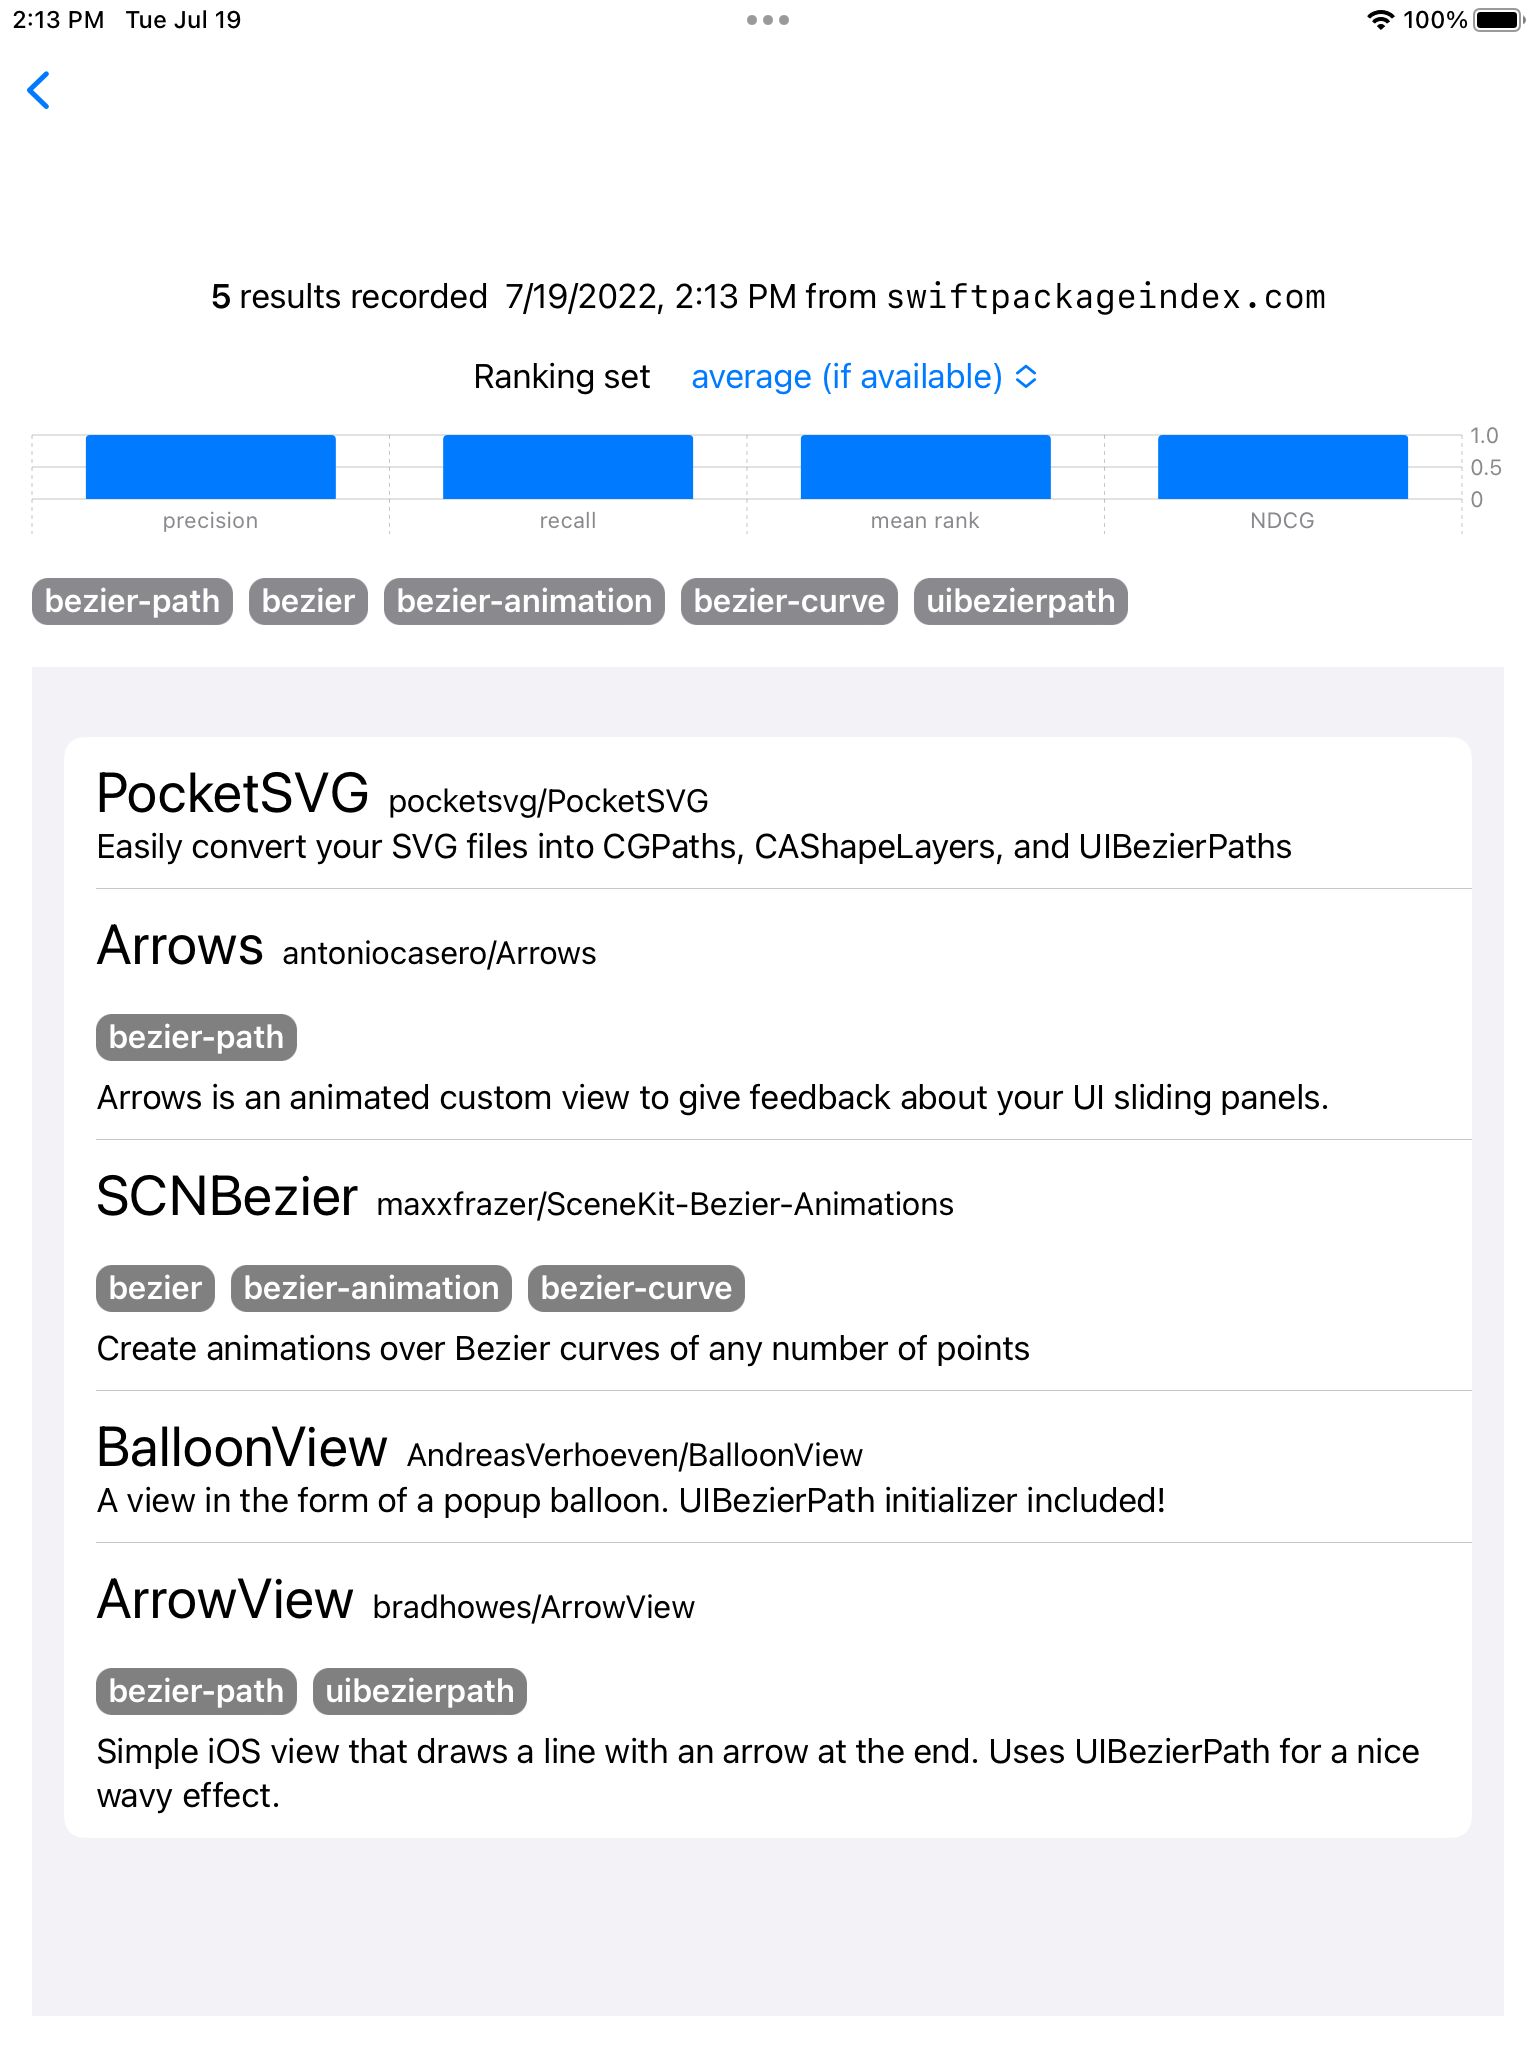 2:13 PM Tue Jul 19 100%
5 results recorded 7/19/2022, 2:13 PM from swiftpackageindex.com
Ranking set average (if available)
1.0
0.5
0
precision recall mean rank NDCG
bezier-path bezier bezier-animation bezier-curve uibezierpath
PocketSVG pocketsvg/PocketSVG
Easily convert your SVG files into CGPaths, CAShapeLayers, and UIBezierPaths
Arrows antoniocasero/Arrows
bezier-path
Arrows is an animated custom view to give feedback about your UI sliding panels.
SCNBezier maxxfrazer/SceneKit-Bezier-Animations
bezier bezier-animation bezier-curve
Create animations over Bezier curves of any number of points
BalloonView AndreasVerhoeven/BalloonView
A view in the form of a popup balloon. UIBezierPath initializer included!
ArrowView bradhowes/ArrowView
bezier-path uibezierpath
Simple iOS view that draws a line with an arrow at the end. Uses UIBezierPath for a nice
wavy effect.